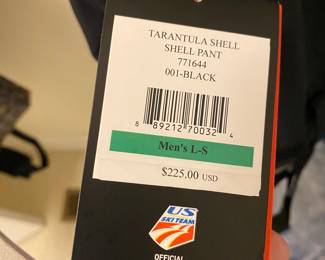 TARANTULA SHELL
SHELL PANT
771644
001-BLACK
8 89212 70032 4
Men's L-S
$225.00 USD
US
SKI TEAM
OFFICIAL